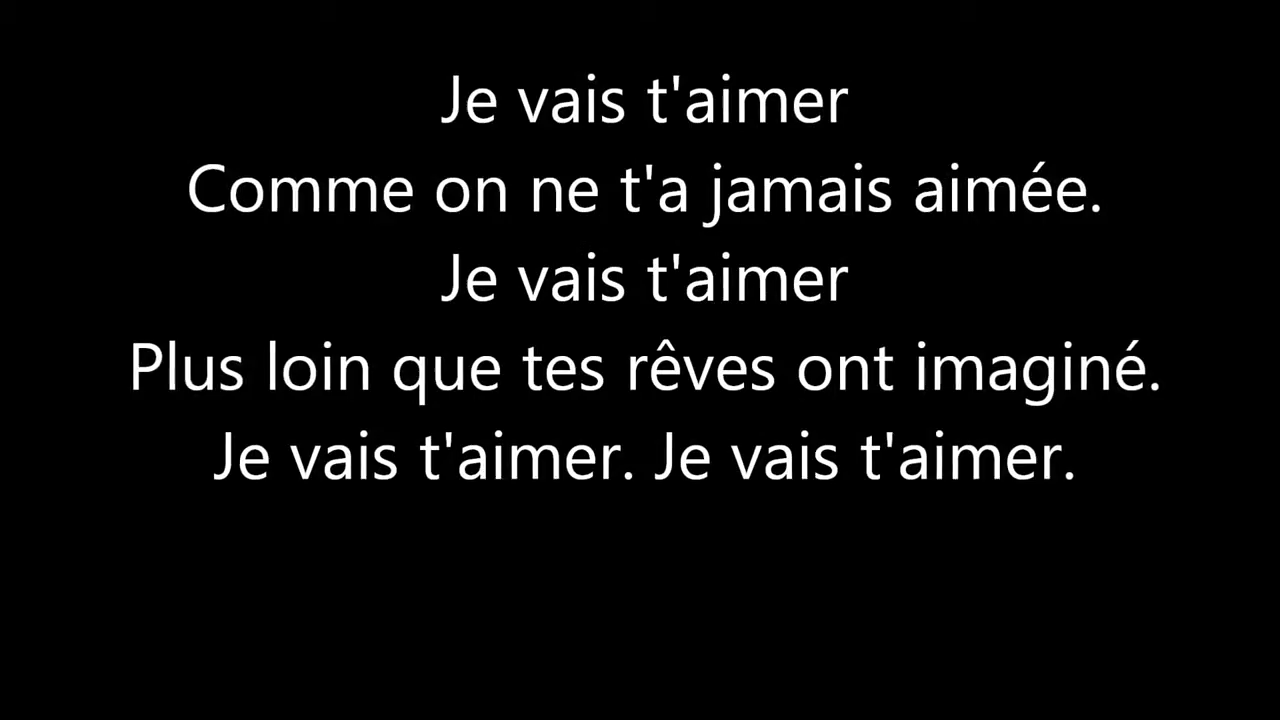 Je vais t'aimer
Comme on ne t'a jamais aimée.
Je vais t'aimer
Plus loin que tes rêves ont imaginé.
Je vais t'aimer. Je vais t'aimer.